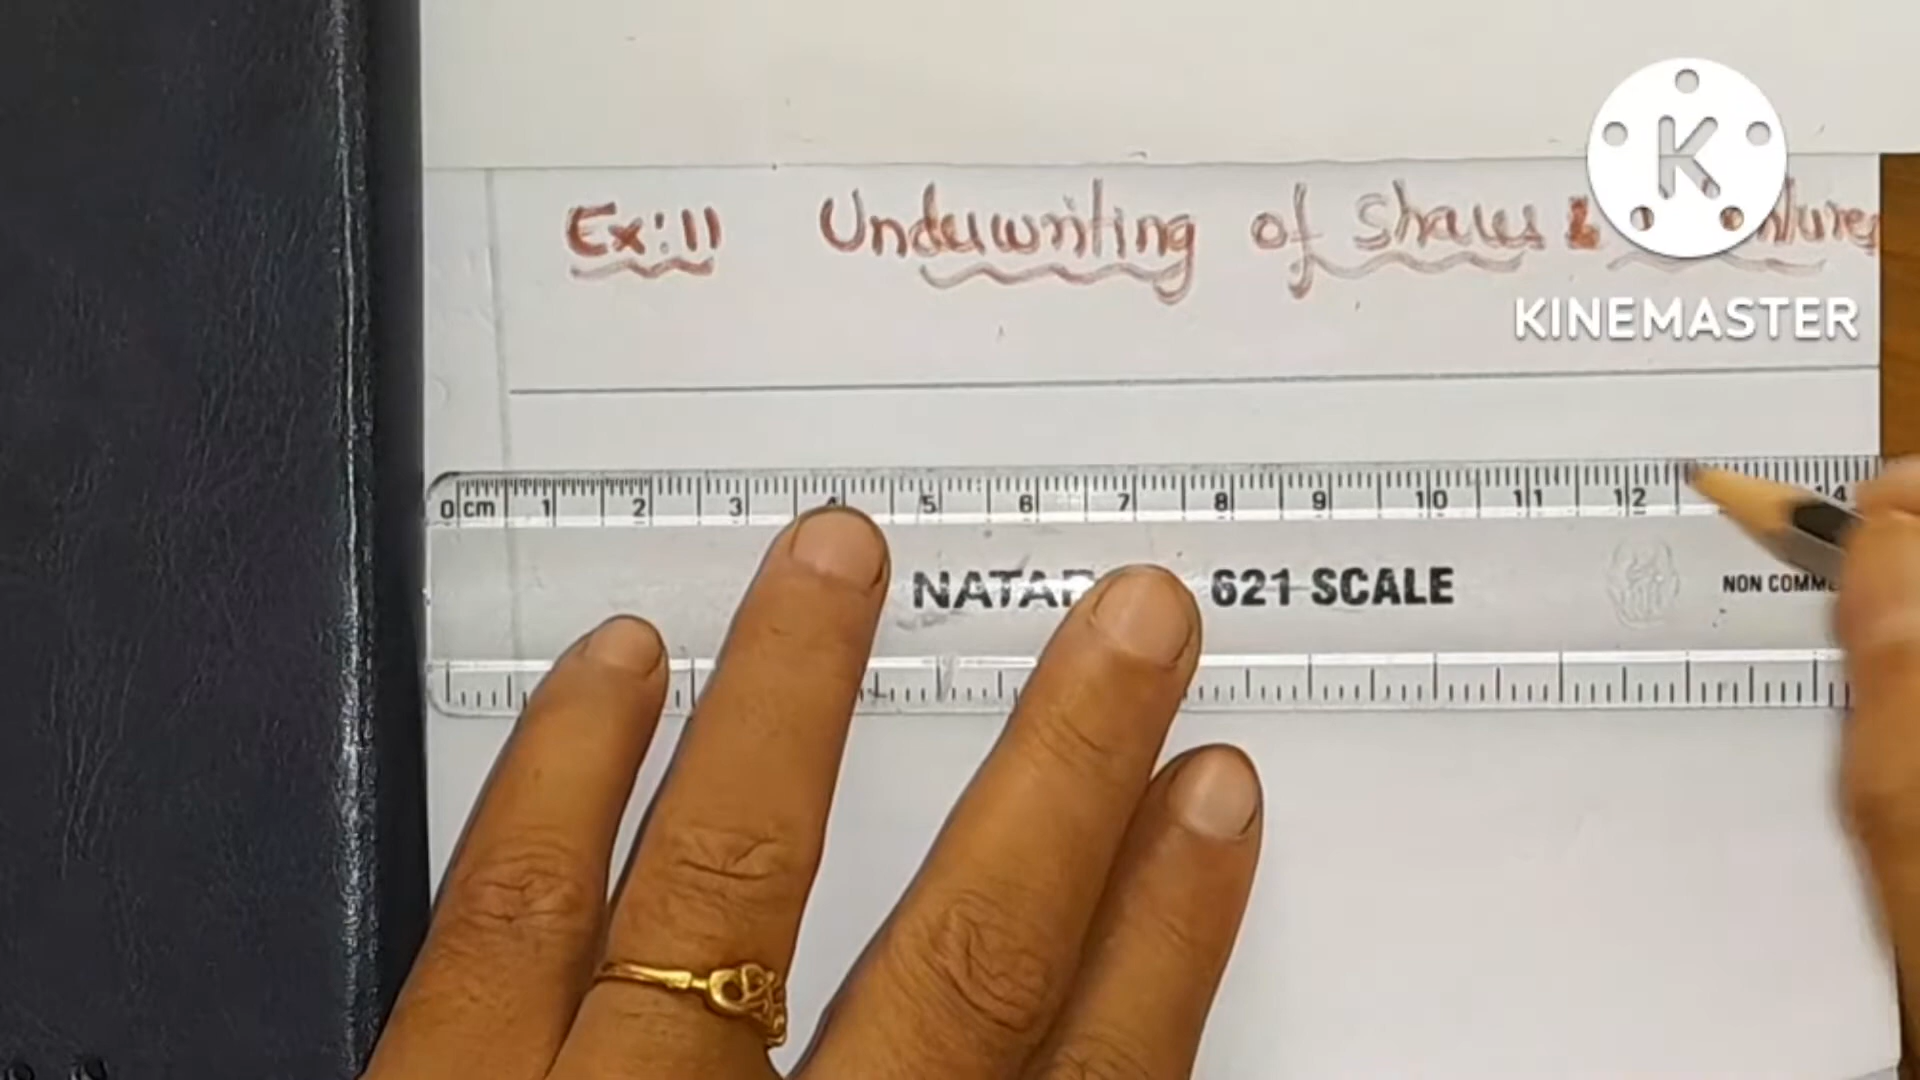 Ex:11 Underwriting of Shares &
KINEMASTER
0 cm 1 2 3 4 5 6 7 8 9 10 11 12 14
621 SCALE
NON